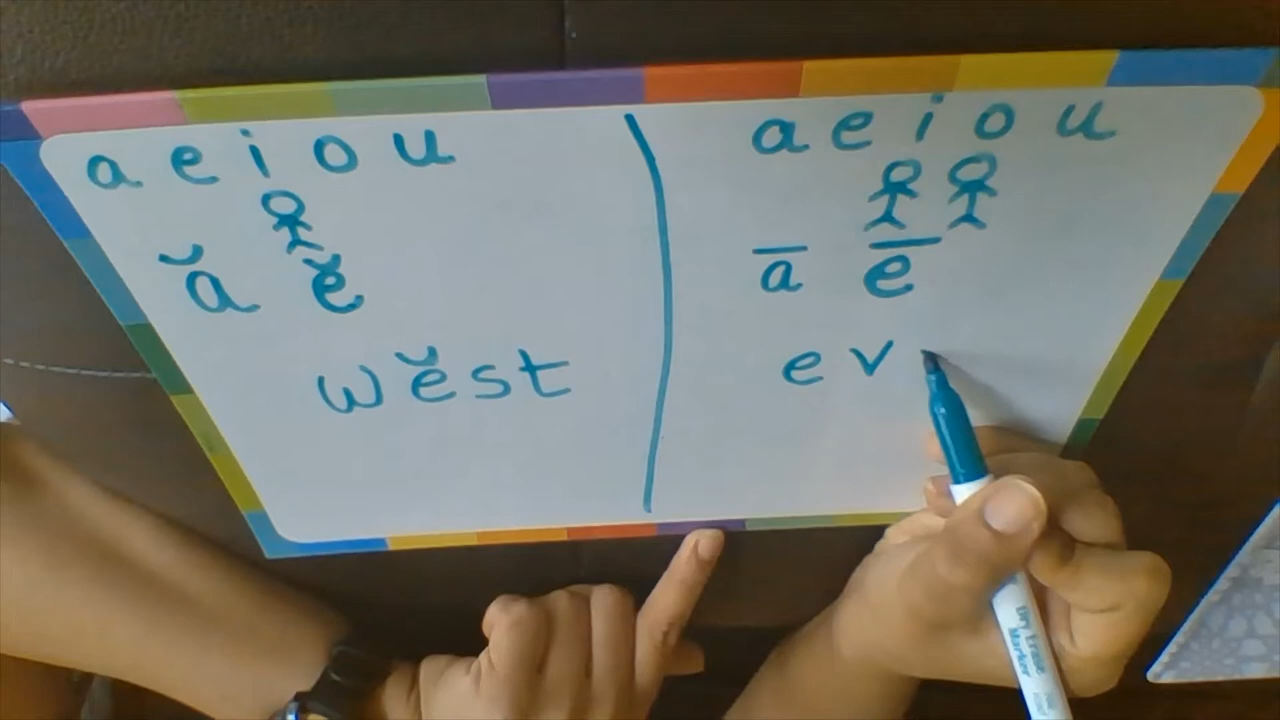 a e i o u
ă ĕ
wĕst
a e i o u
ā ē
ev
Dry Erase
Marker